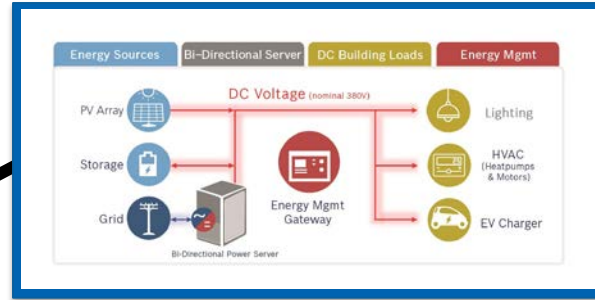 Energy Sources
Bi-Directional Server
DC Building Loads
Energy Mgmt
DC Voltage (nominal 380V)
PV Array
Lighting
Storage
HVAC
(Heatpumps
& Motors)
Energy Mgmt
Gateway
Grid
EV Charger
Bi-Directional Power Server